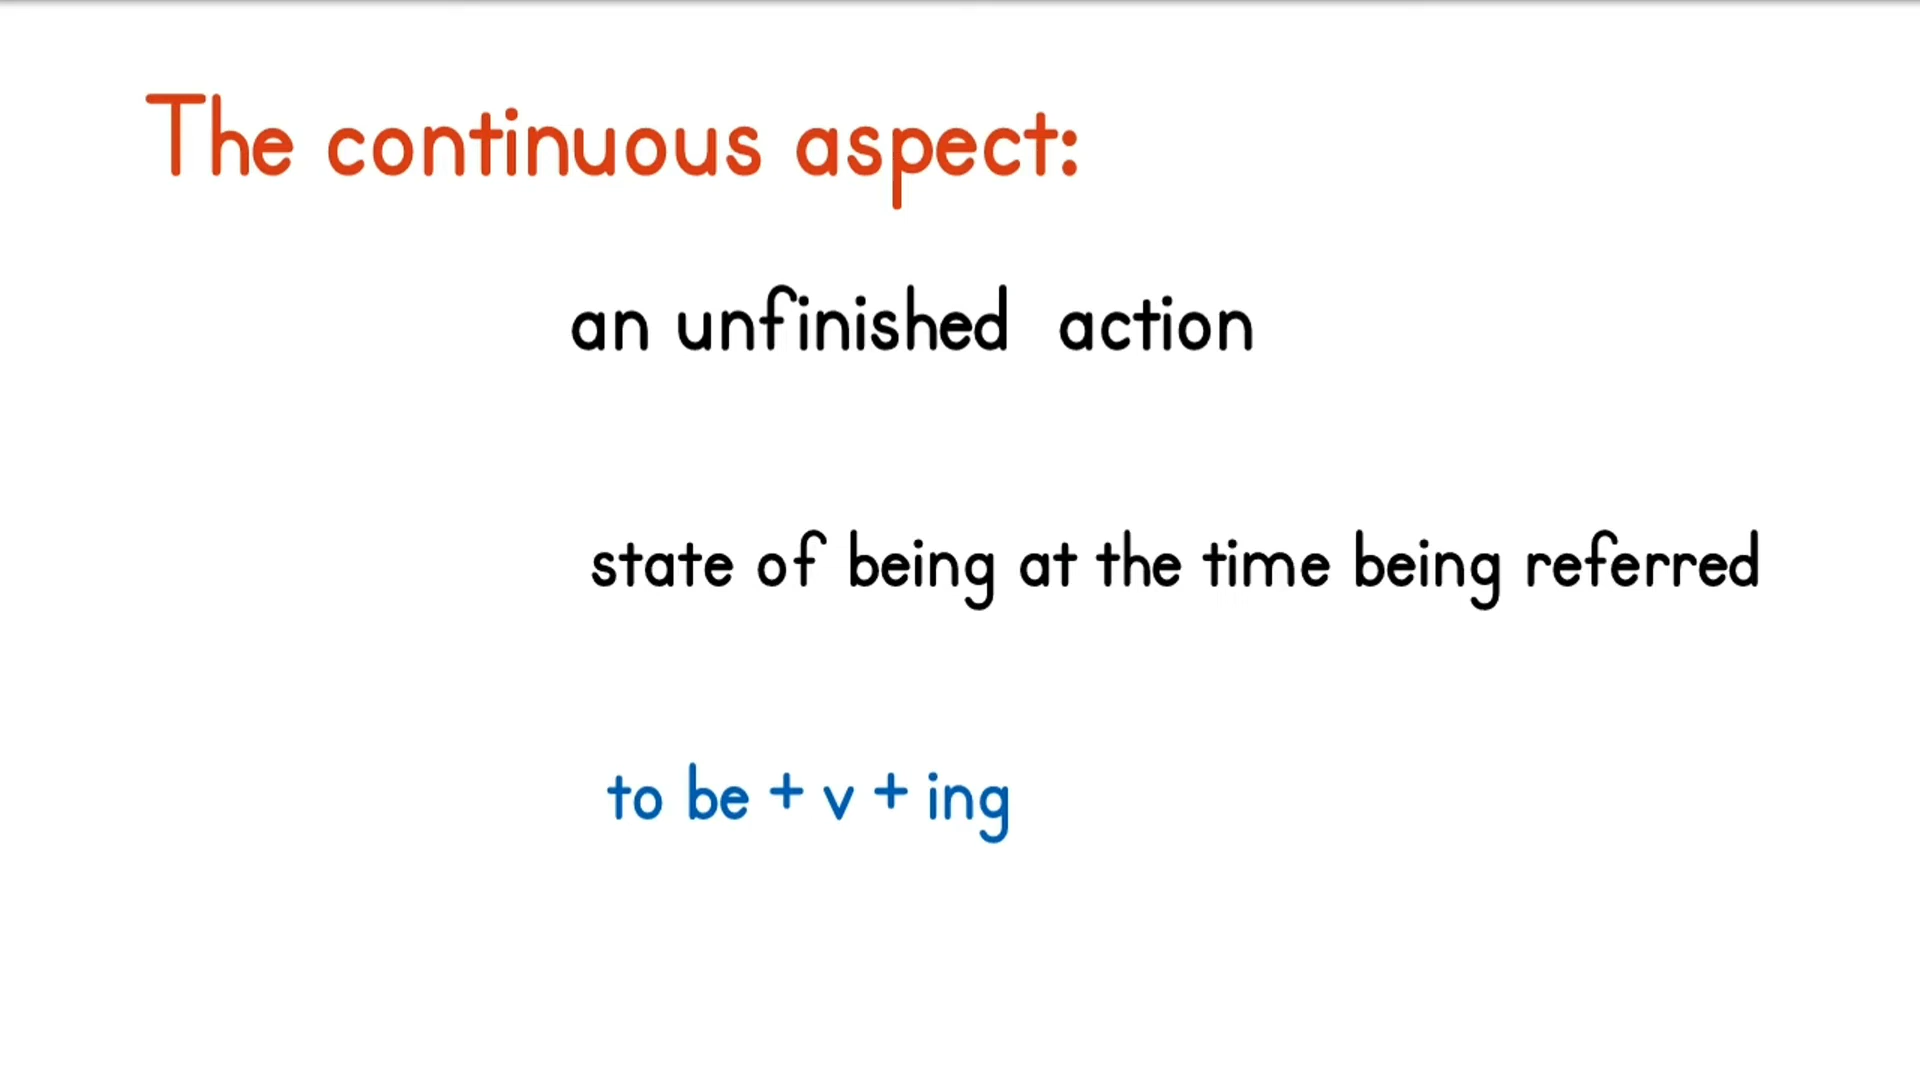 The continuous aspect:
an unfinished action
state of being at the time being referred
to be + v + ing